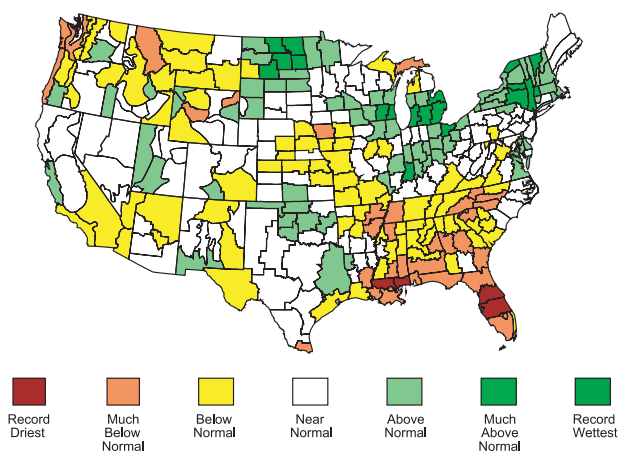 Record
Driest
Much
Below
Normal
Below
Normal
Near
Normal
Above
Normal
Much
Above
Normal
Record
Wettest